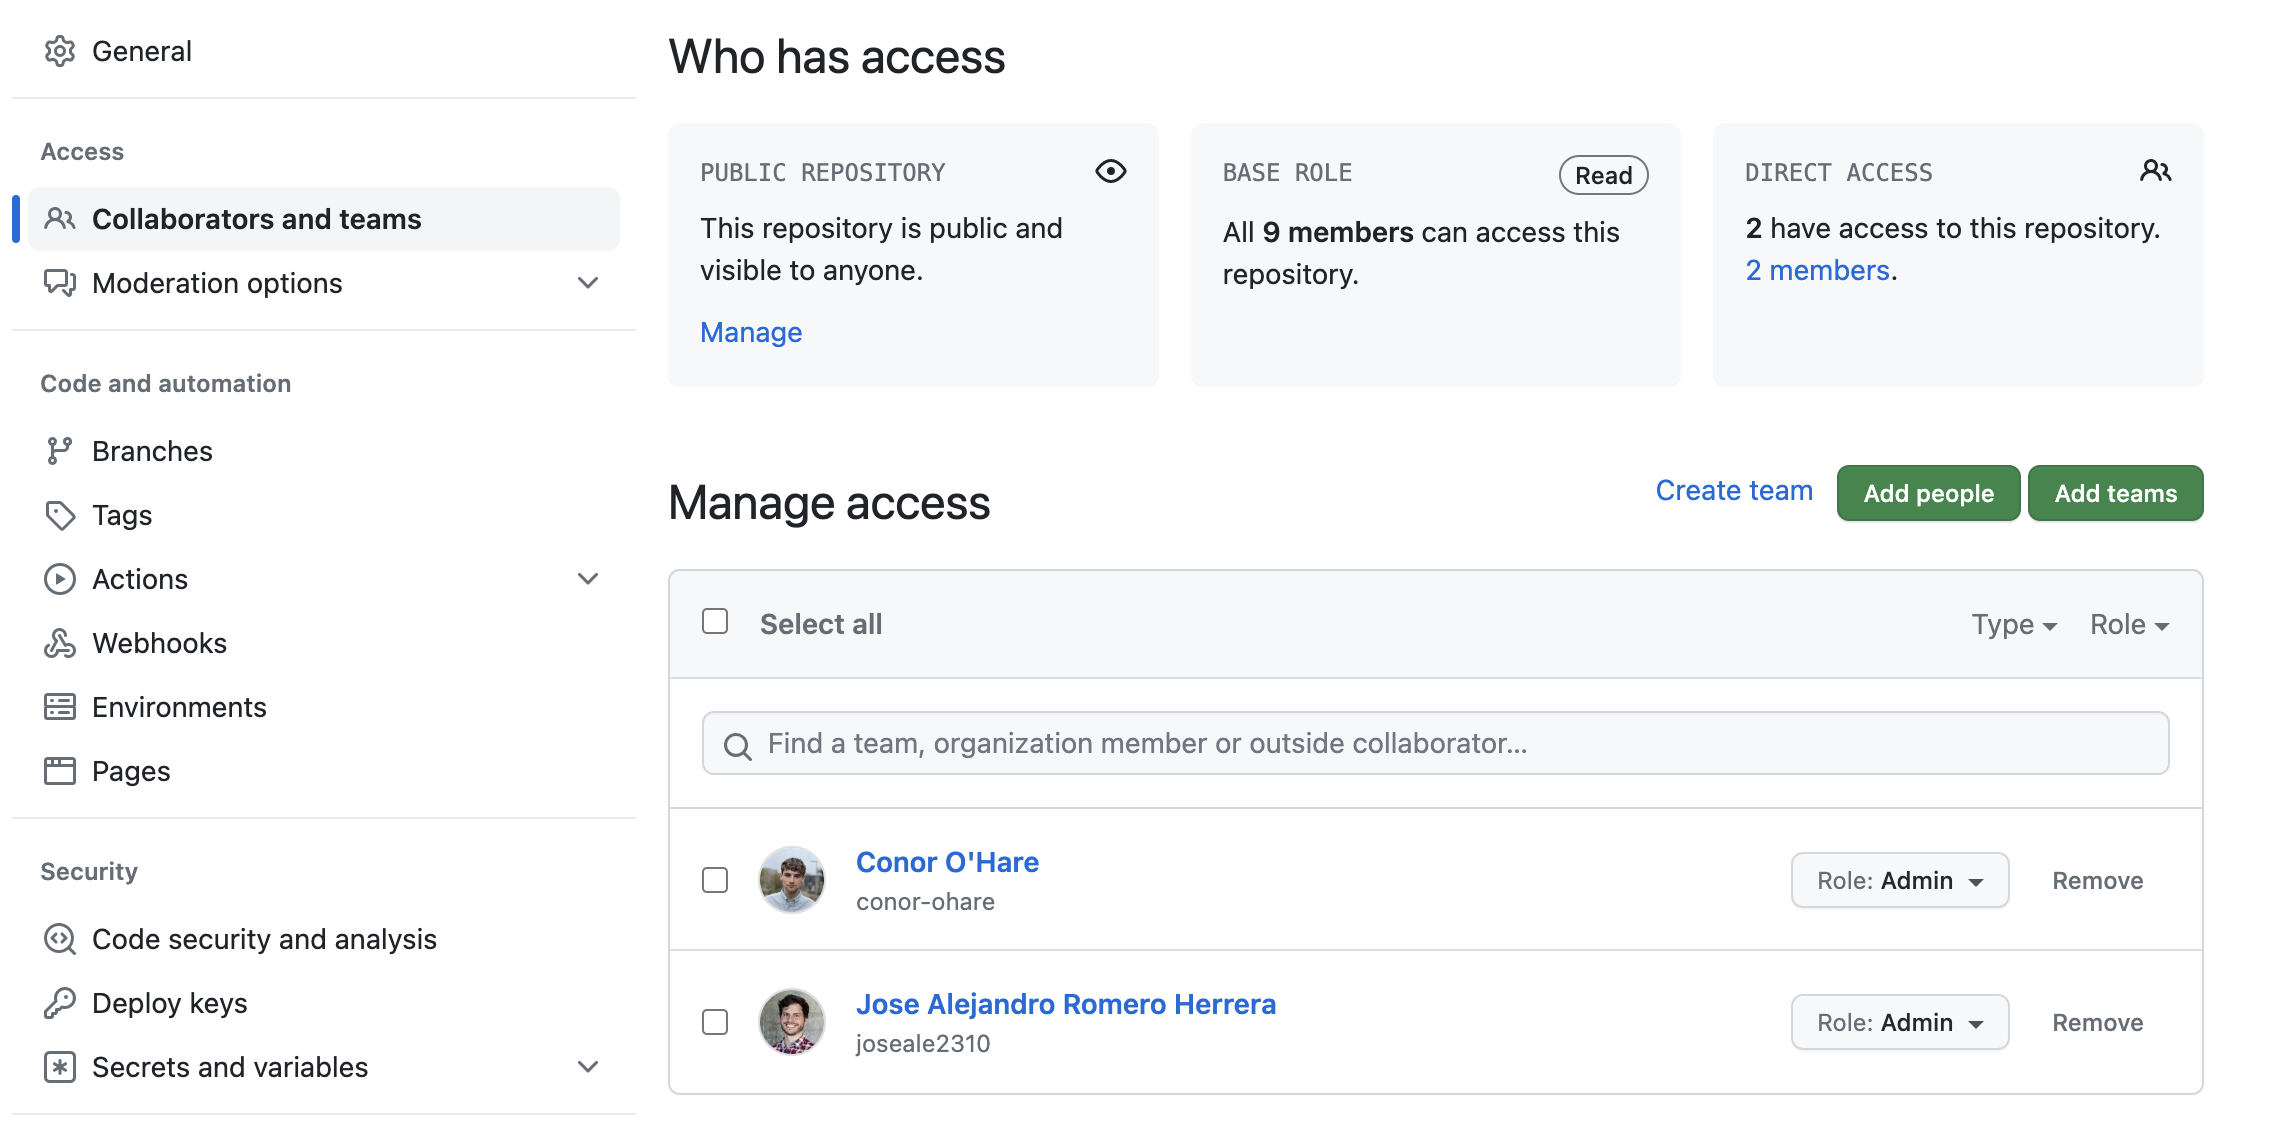 General
Access
Collaborators and teams
Moderation options
Code and automation
Branches
Tags
Actions
Webhooks
Environments
Pages
Security
Code security and analysis
Deploy keys
Secrets and variables
Who has access
PUBLIC REPOSITORY
This repository is public and
visible to anyone.
Manage
BASE ROLE
Read
All 9 members can access this
repository.
DIRECT ACCESS
2 have access to this repository.
2 members.
Manage access
Create team
Add people
Add teams
Select all
Type
Role
Find a team, organization member or outside collaborator...
Conor O'Hare
conor-ohare
Role: Admin
Remove
Jose Alejandro Romero Herrera
joseale2310
Role: Admin
Remove